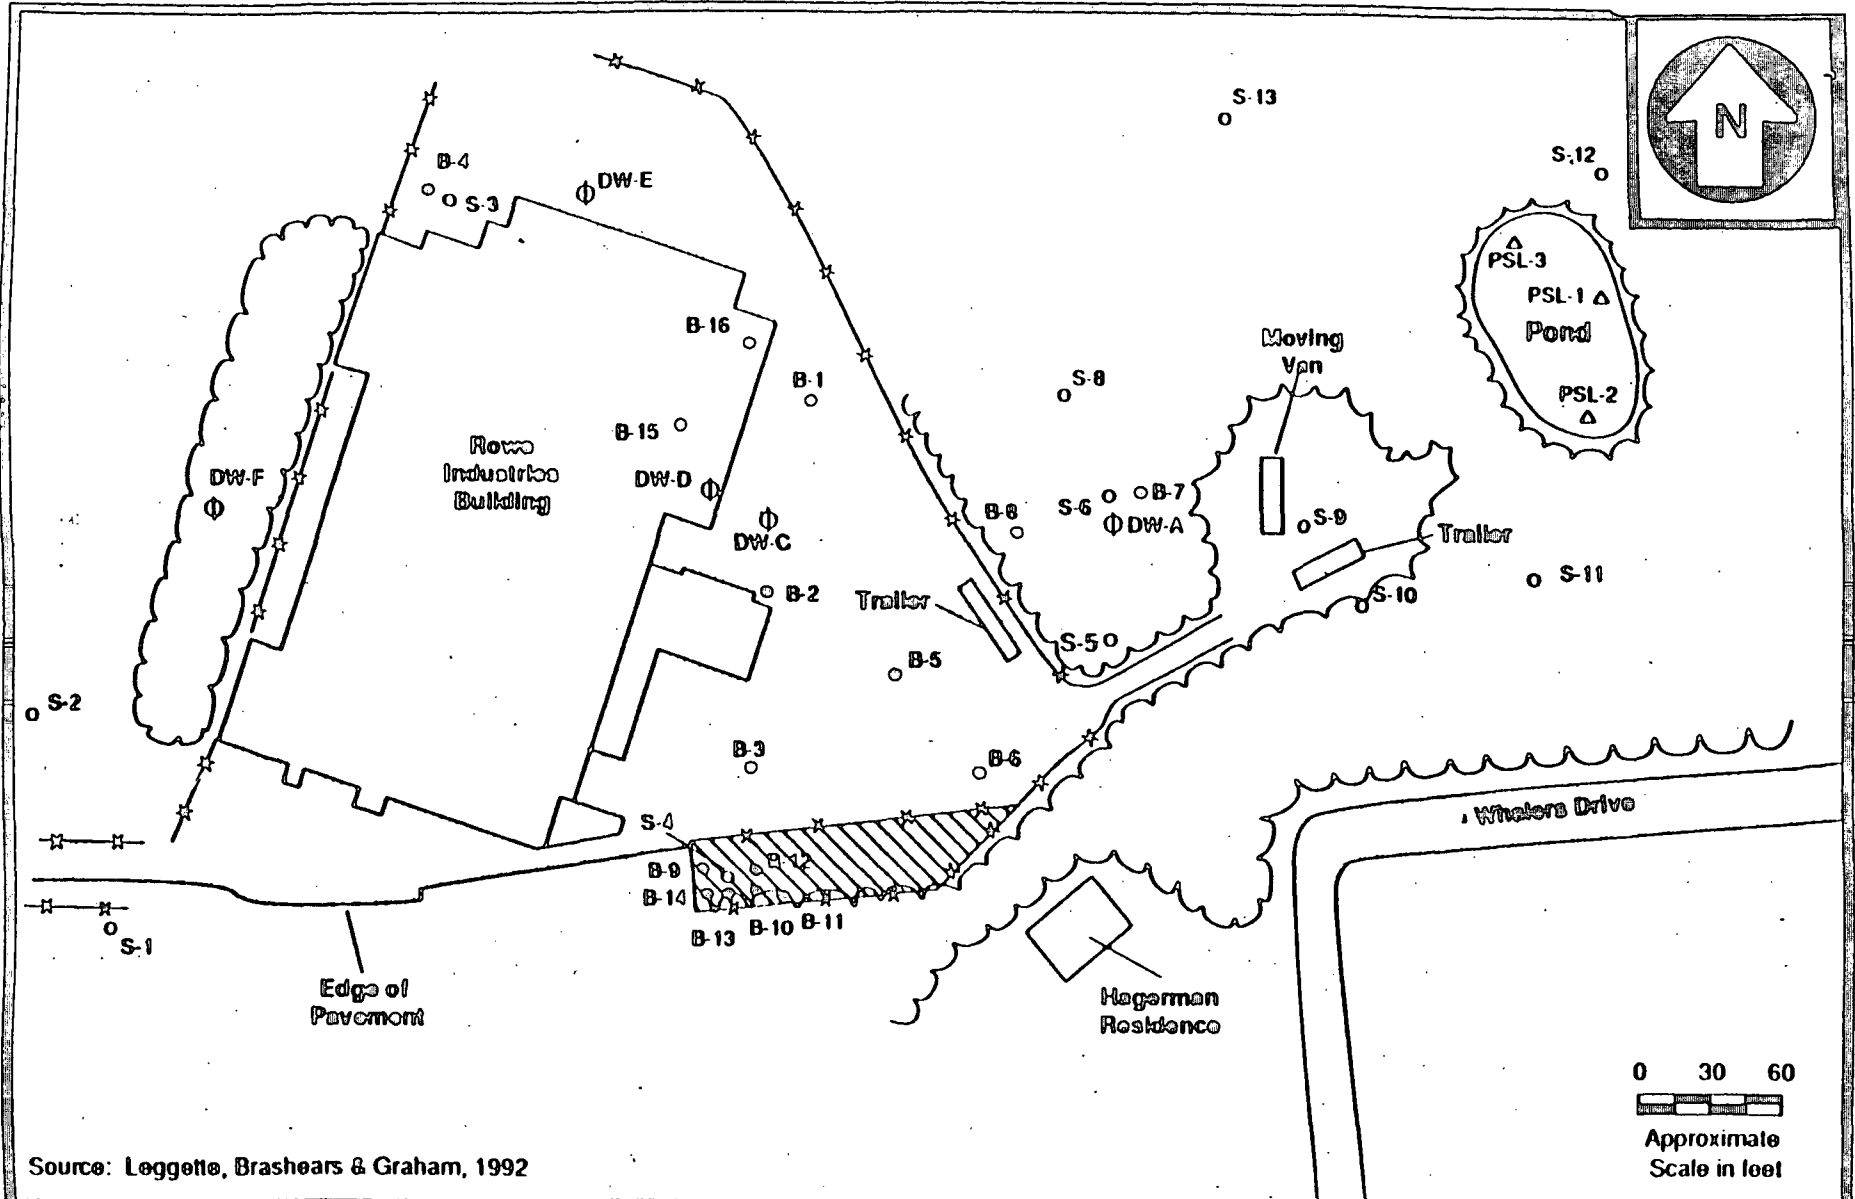 S-13
N
S-12
B-4
DW-E
S-3
PSL-3
PSL-1
Pond
B-16
Moving
Van
B-1
S-8
PSL-2
B-15
Rowe
Industries
Building
DW-D
DW-F
S-6
B-7
B-8
DW-A
S-9
DW-C
Trailer
S-11
B-2
Trailer
S-10
S-5
B-5
S-2
B-3
B-6
Whalers Drive
S-4
B-12
B-9
B-14
B-13
B-10
B-11
S-1
Edge of
Pavement
Hagerman
Residence
0 30 60
Approximate
Scale in feet
Source: Leggette, Brashears & Graham, 1992